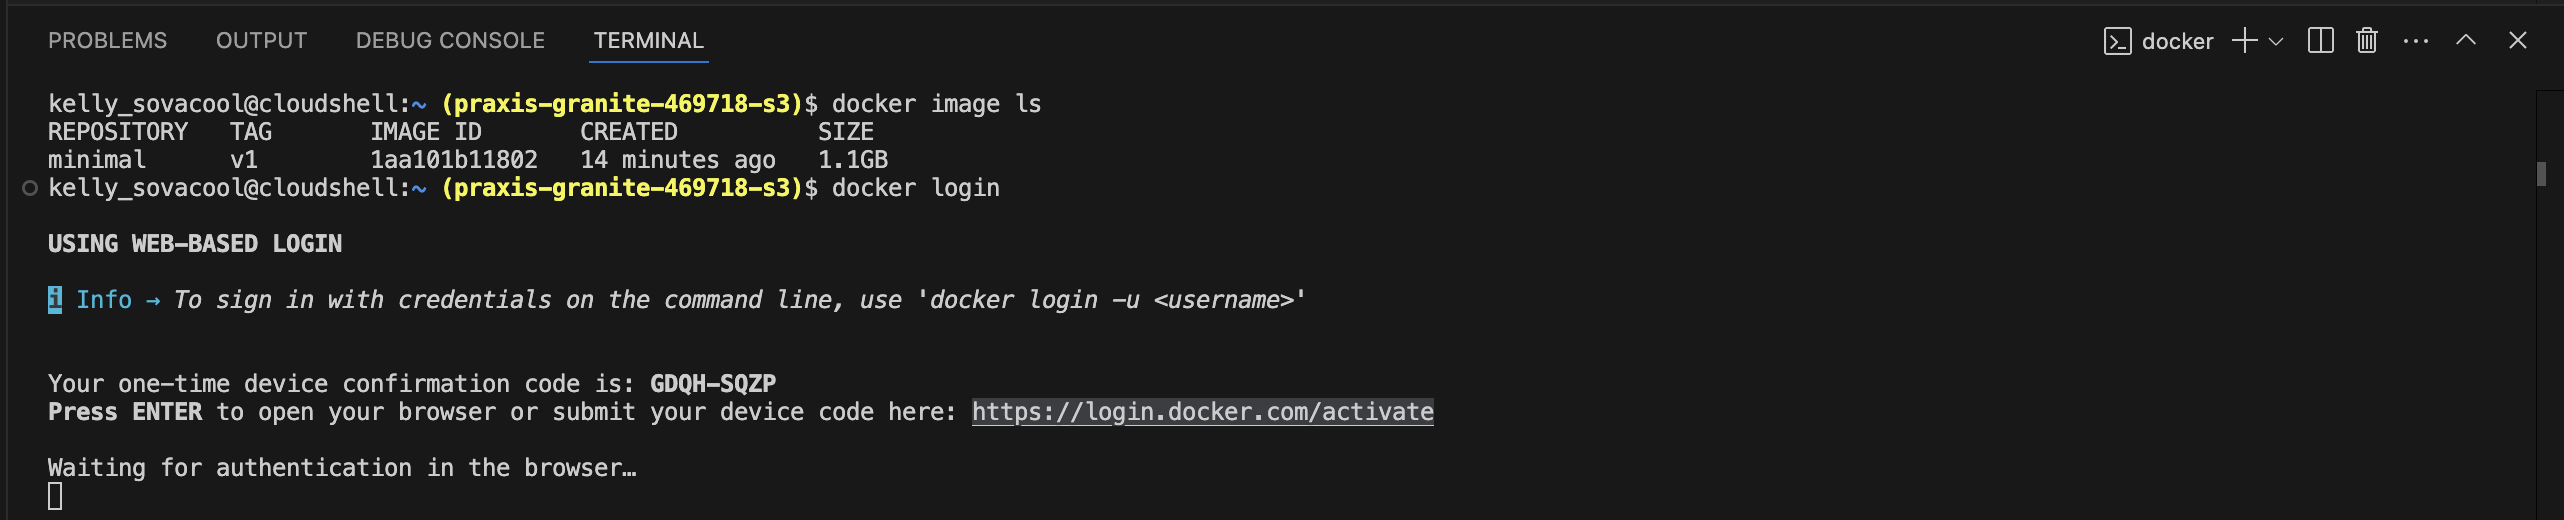 PROBLEMS OUTPUT DEBUG CONSOLE TERMINAL docker
kelly_sovacool@cloudshell:~ (praxis-granite-469718-s3)$ docker image ls
REPOSITORY TAG IMAGE ID CREATED SIZE
minimal v1 1aa101b11802 14 minutes ago 1.1GB
kelly_sovacool@cloudshell:~ (praxis-granite-469718-s3)$ docker login
USING WEB-BASED LOGIN
i Info → To sign in with credentials on the command line, use 'docker login -u <username>'
Your one-time device confirmation code is: GDQH-SQZP
Press ENTER to open your browser or submit your device code here: https://login.docker.com/activate
Waiting for authentication in the browser…